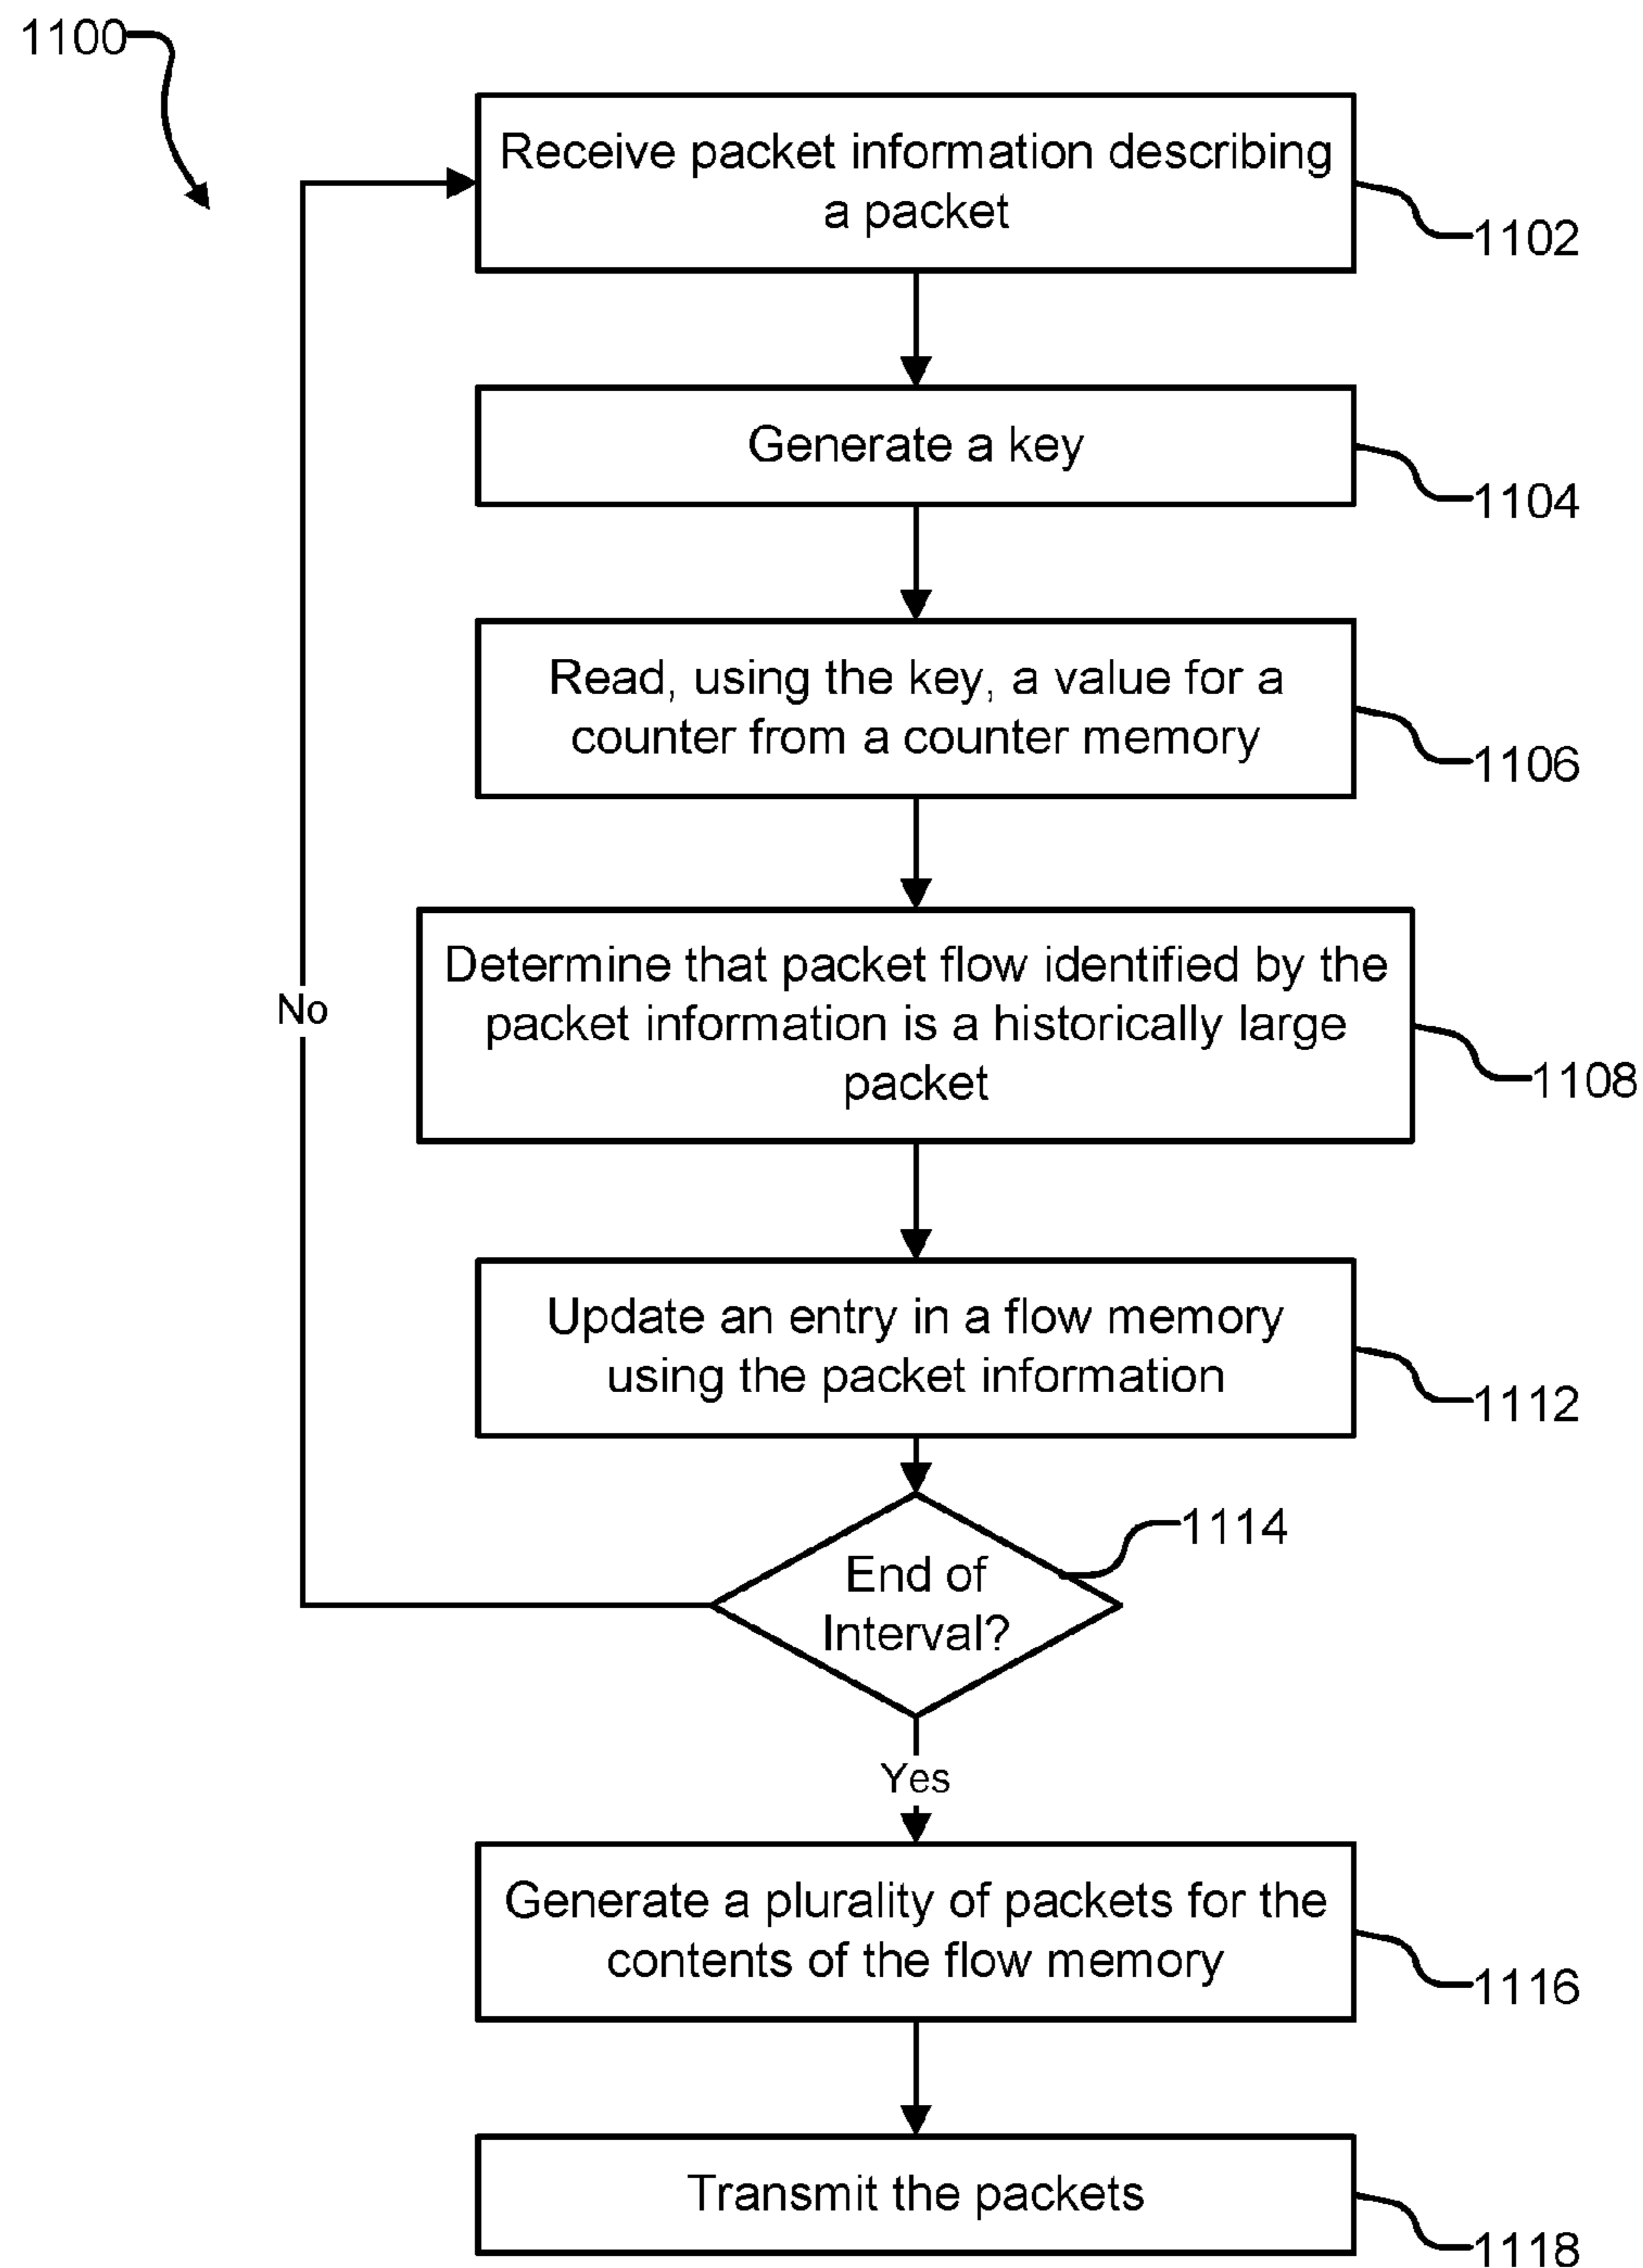 1100
Receive packet information describing
a packet
1102
Generate a key
1104
Read, using the key, a value for a
counter from a counter memory
1106
Determine that packet flow identified by the
packet information is a historically large
packet
1108
No
Update an entry in a flow memory
using the packet information
1112
1114
End of
Interval?
Yes
Generate a plurality of packets for the
contents of the flow memory
1116
Transmit the packets
1118